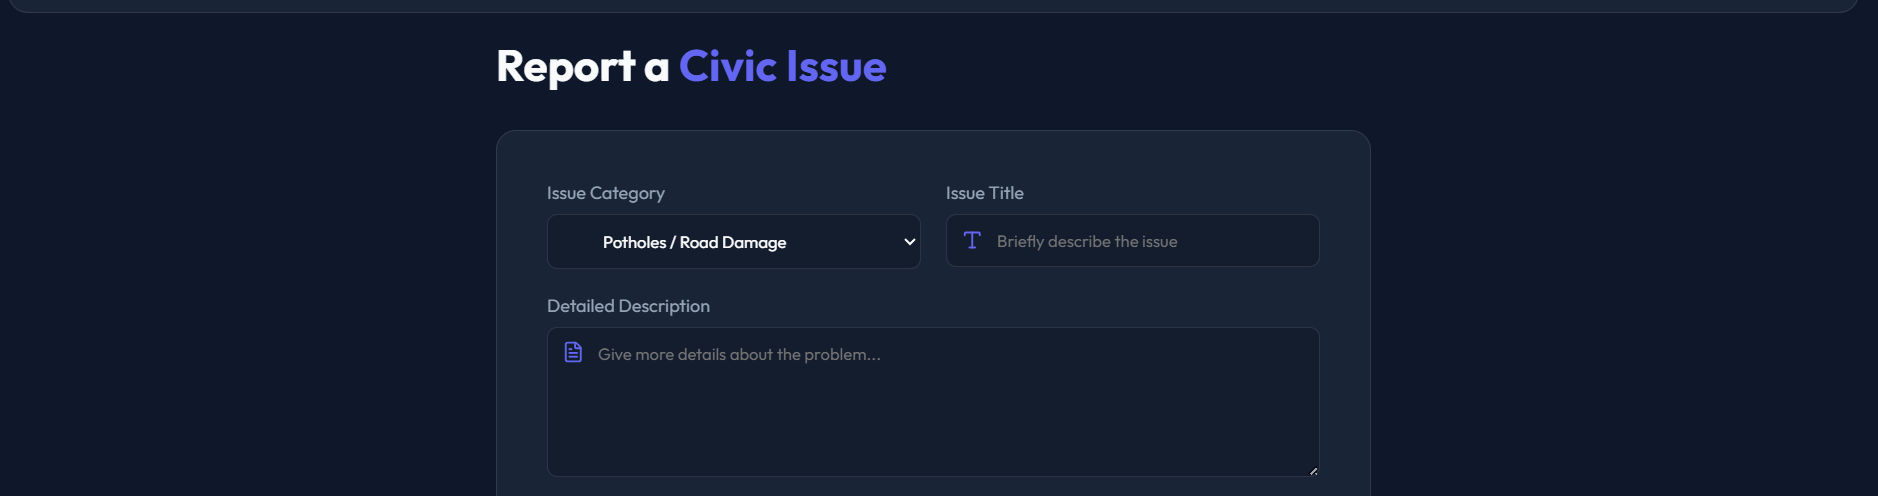 Report a Civic Issue
Issue Category
Issue Title
Potholes / Road Damage
Briefly describe the issue
Detailed Description
Give more details about the problem...